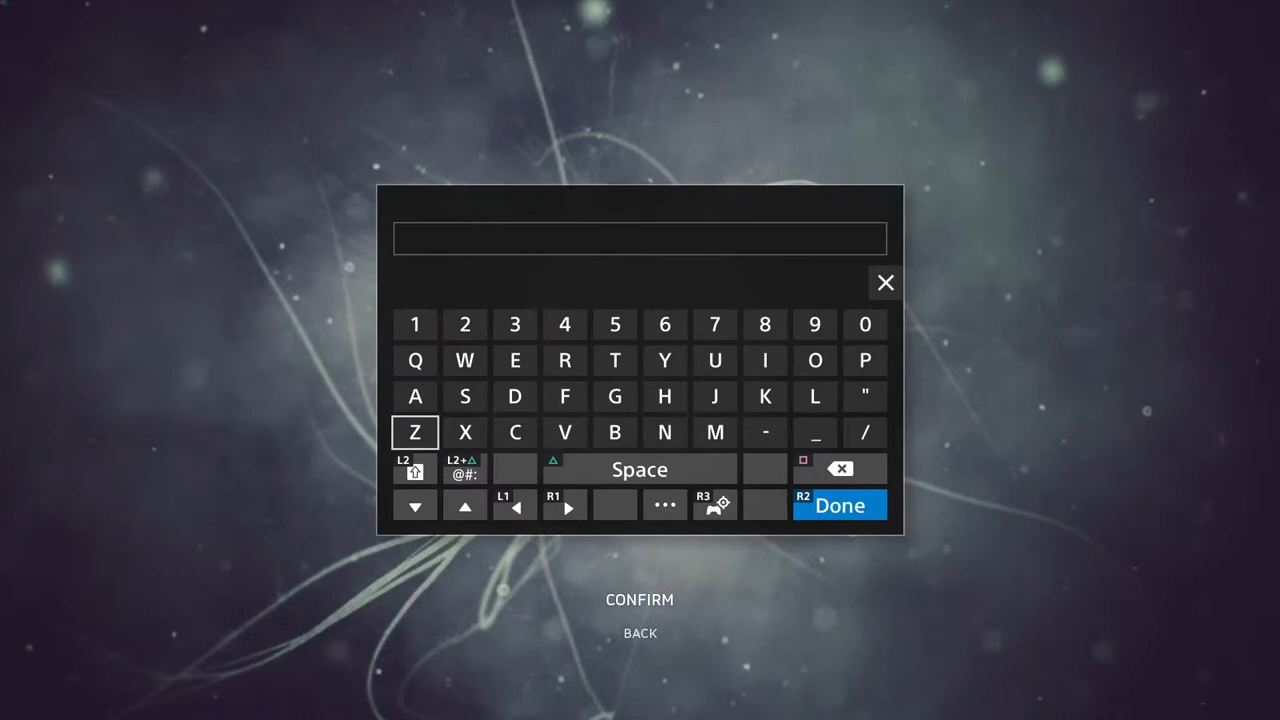 1 2 3 4 5 6 7 8 9 0
Q W E R T Y U I O P
A S D F G H J K L "
Z X C V B N M - _ /
L2 L2+△ @#: △ Space
L1 R1 ... R3 R2 Done
CONFIRM
BACK